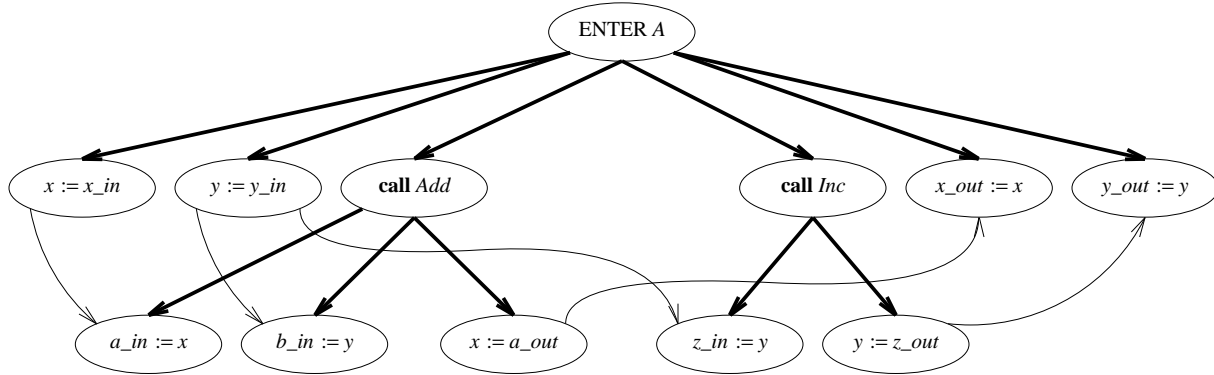 ENTER A
x := x_in
y := y_in
call Add
call Inc
x_out := x
y_out := y
a_in := x
b_in := y
x := a_out
z_in := y
y := z_out